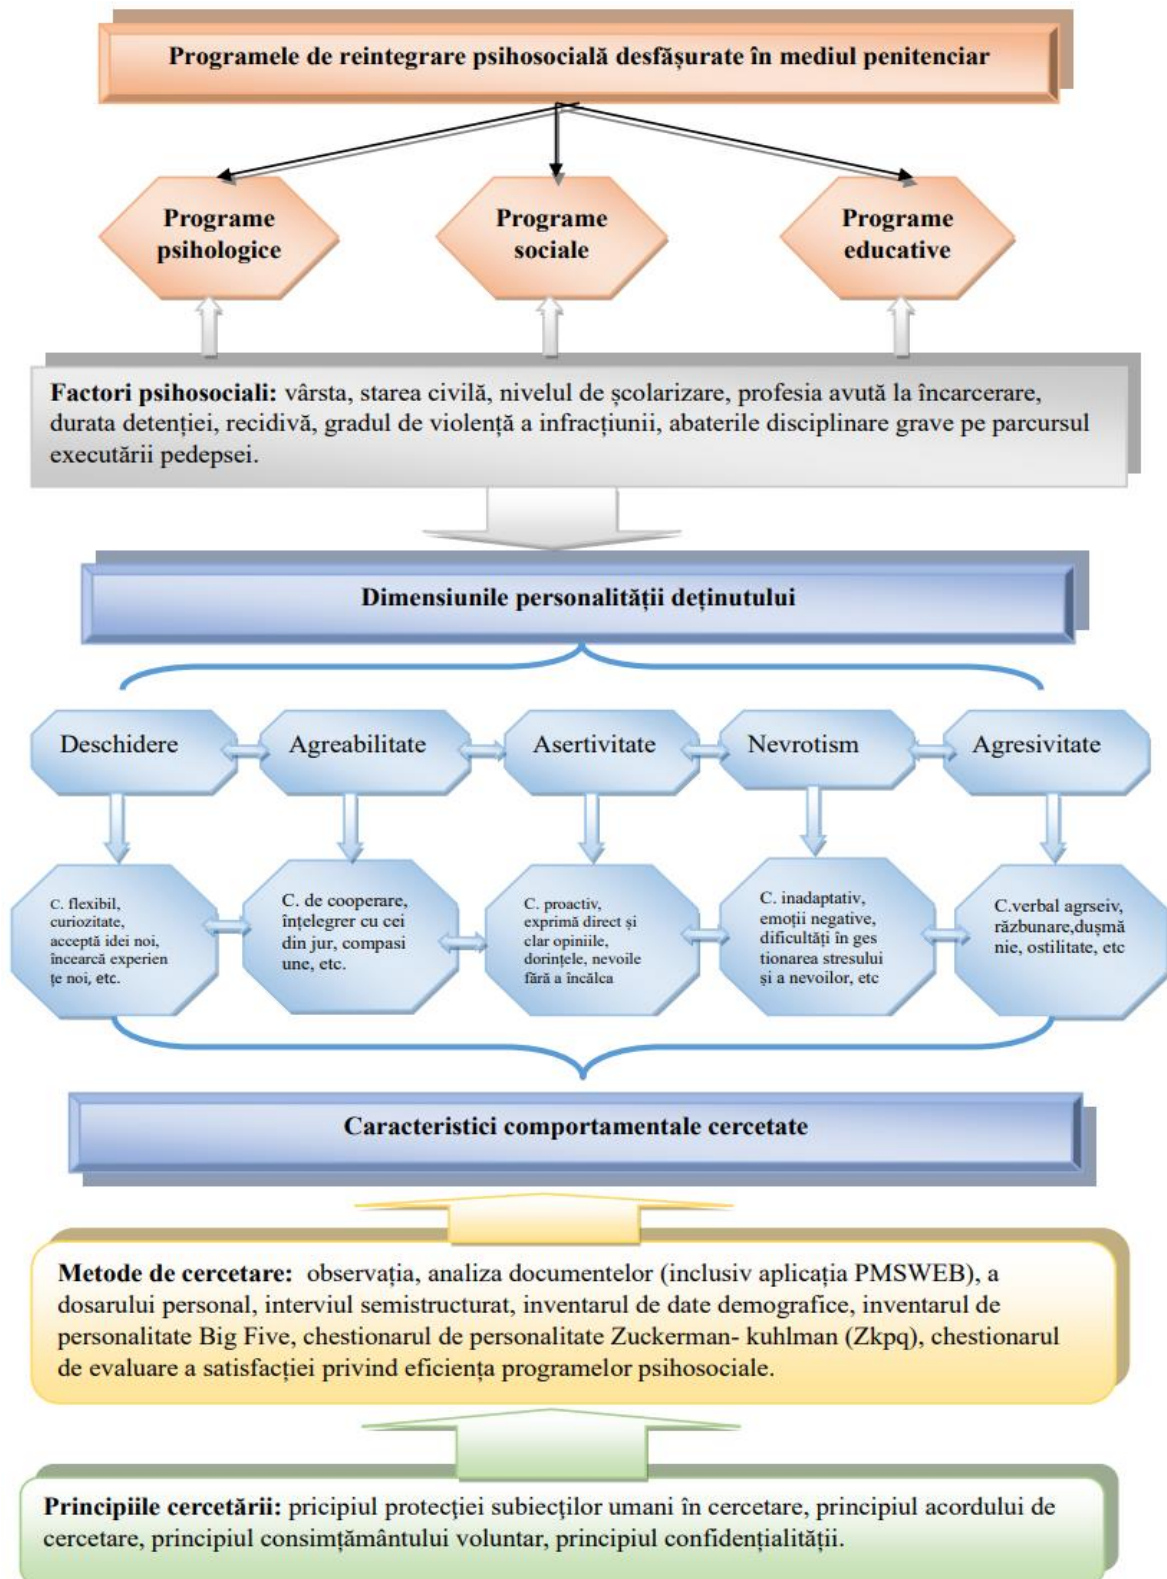 Programele de reintegrare psihosocială desfășurate în mediul penitenciar
Programe
psihologice
Programe
sociale
Programe
educative
Factori psihosociali: vârsta, starea civilă, nivelul de școlarizare, profesia avută la încarcerare,
durata detenției, recidivă, gradul de violență a infracțiunii, abaterile disciplinare grave pe parcursul
executării pedepsei.
Dimensiunile personalității deținutului
Deschidere
Agreabilitate
Asertivitate
Nevrotism
Agresivitate
C. flexibil,
curiozitate,
acceptă idei noi,
încearcă experien
țe noi, etc.
C. de cooperare,
înțelegrer cu cei
din jur, compasi
une, etc.
C. proactiv,
exprimă direct și
clar opiniile,
dorințele, nevoile
fără a încălca
C. inadaptativ,
emoții negative,
dificultăți în ges
tionarea stresului
și a nevoilor, etc
C.verbal agrseiv,
răzbunare,dușmă
nie, ostilitate, etc
Caracteristici comportamentale cercetate
Metode de cercetare: observația, analiza documentelor (inclusiv aplicația PMSWEB), a
dosarului personal, interviul semistructurat, inventarul de date demografice, inventarul de
personalitate Big Five, chestionarul de personalitate Zuckerman- kuhlman (Zkpq), chestionarul
de evaluare a satisfacției privind eficiența programelor psihosociale.
Principiile cercetării: pricipiul protecției subiecților umani în cercetare, principiul acordului de
cercetare, principiul consimțământului voluntar, principiul confidențialității.